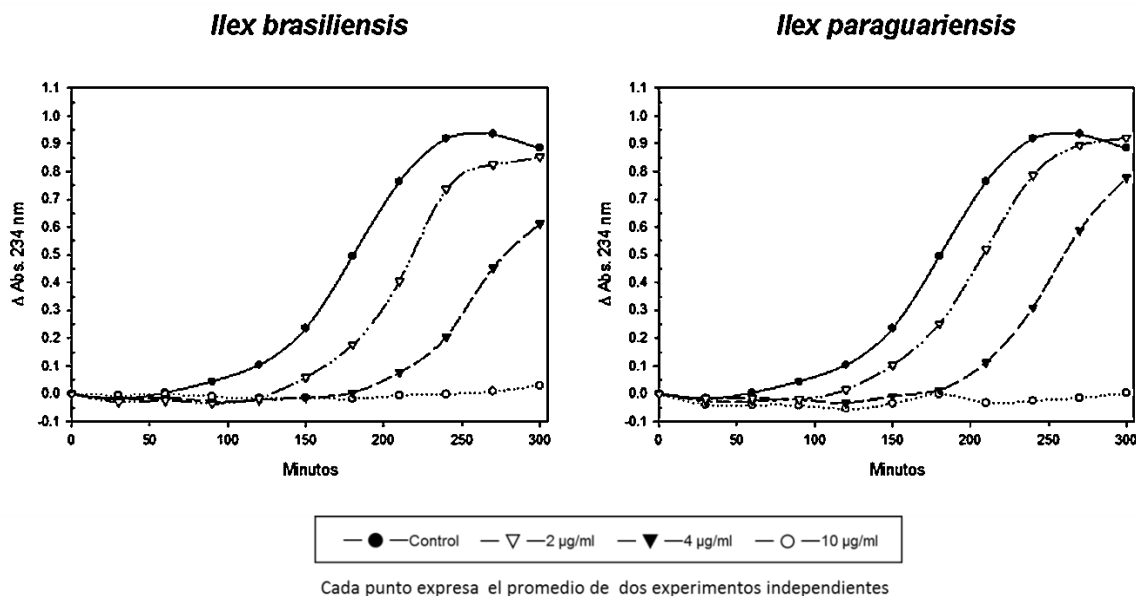 Ilex brasiliensis
Ilex paraguariensis
Δ Abs. 234 nm
1.1
1.0
0.9
0.8
0.7
0.6
0.5
0.4
0.3
0.2
0.1
0.0
-0.1
0 50 100 150 200 250 300
Minutos
Δ Abs. 234 nm
1.1
1.0
0.9
0.8
0.7
0.6
0.5
0.4
0.3
0.2
0.1
0.0
-0.1
0 50 100 150 200 250 300
Minutos
Control 2 µg/ml 4 µg/ml 10 µg/ml
Cada punto expresa el promedio de dos experimentos independientes